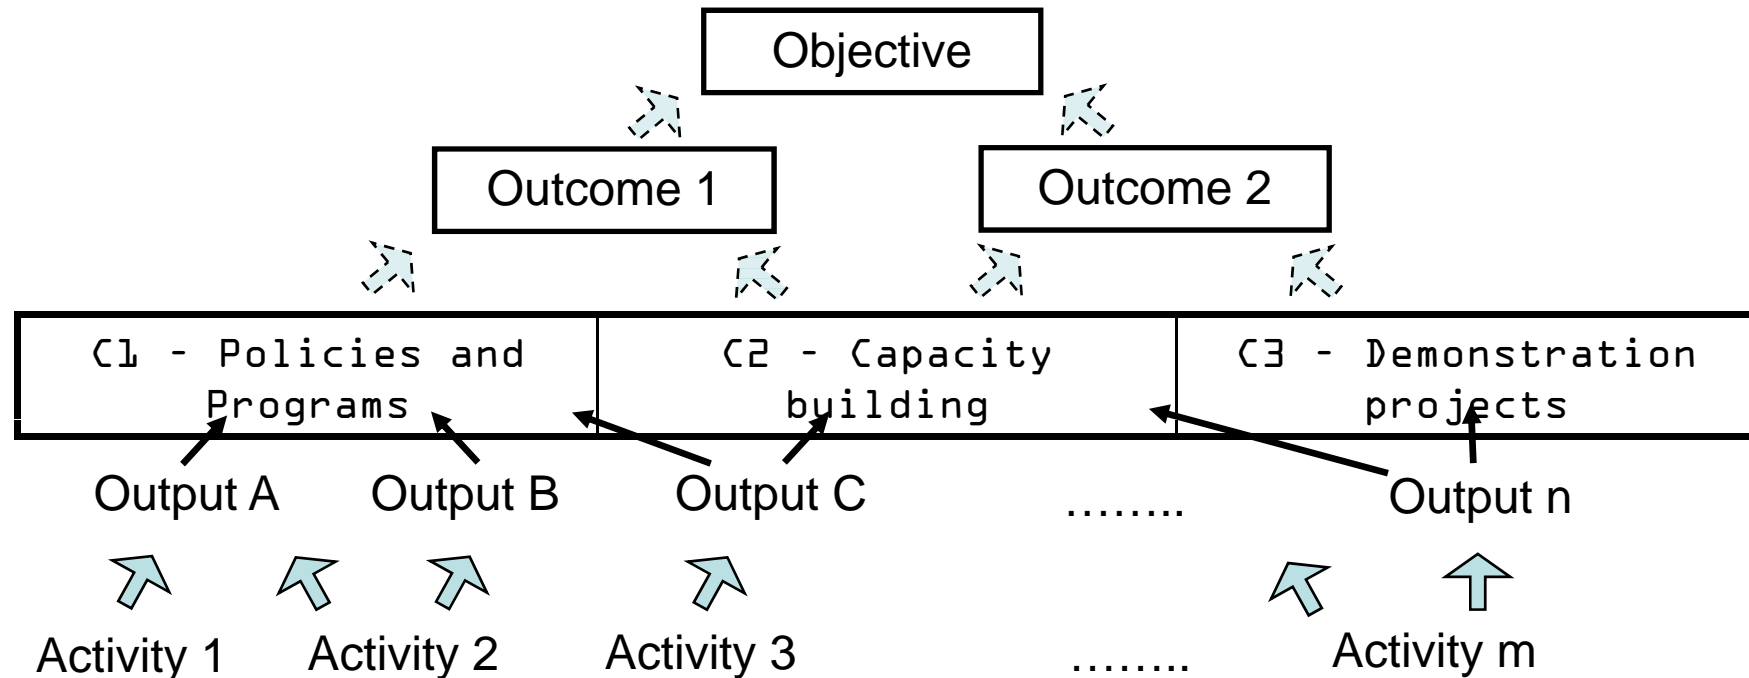 Objective
Outcome 1 Outcome 2
C1 - Policies and
Programs
C2 - Capacity
building
C3 - Demonstration
projects
Output A Output B Output C …….. Output n
Activity 1 Activity 2 Activity 3 …….. Activity m